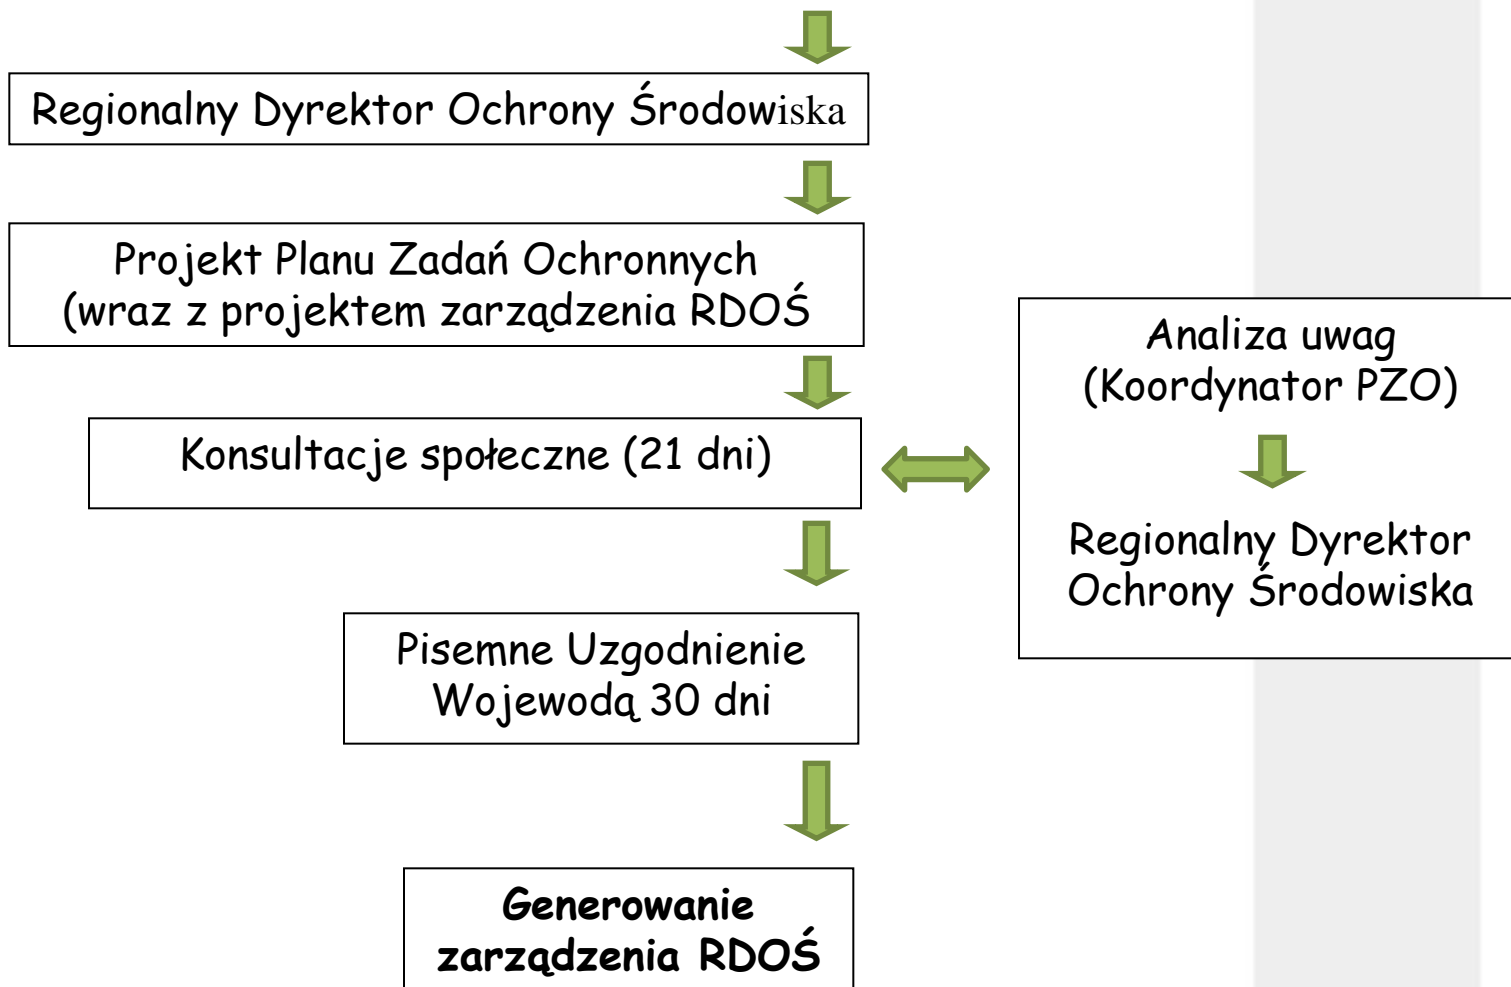 Regionalny Dyrektor Ochrony Środowiska
Projekt Planu Zadań Ochronnych
(wraz z projektem zarządzenia RDOŚ
Konsultacje społeczne (21 dni)
Analiza uwag
(Koordynator PZO)
Regionalny Dyrektor
Ochrony Środowiska
Pisemne Uzgodnienie
Wojewodą 30 dni
Generowanie
zarządzenia RDOŚ